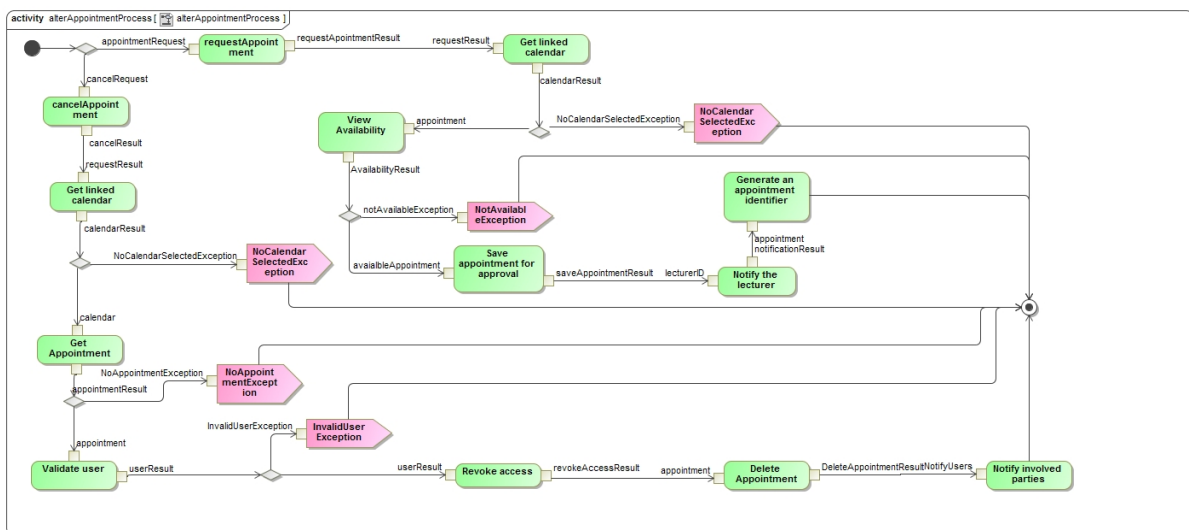 activity alterAppointmentProcess [ alterAppointmentProcess ]
appointmentRequest
requestAppoint
ment
requestApointmentResult
requestResult
Get linked
calendar
calendarResult
cancelRequest
cancelAppoint
ment
cancelResult
requestResult
Get linked
calendar
calendarResult
View
Availability
appointment
NoCalendarSelectedException
NoCalendar
SelectedExc
eption
AvailabilityResult
notAvailableException
NotAvailabl
eException
Generate an
appointment
identifier
appointment
notificationResult
avaialbleAppointment
Save
appointment for
approval
saveAppointmentResult
lecturerID
Notify the
lecturer
NoCalendarSelectedException
NoCalendar
SelectedExc
eption
calendar
Get
Appointment
NoAppointmentException
NoAppoint
mentExcept
ion
appointmentResult
appointment
Validate user
userResult
InvalidUserException
InvalidUser
Exception
userResult
Revoke access
revokeAccessResult
appointment
Delete
Appointment
DeleteAppointmentResult
NotifyUsers
Notify involved
parties